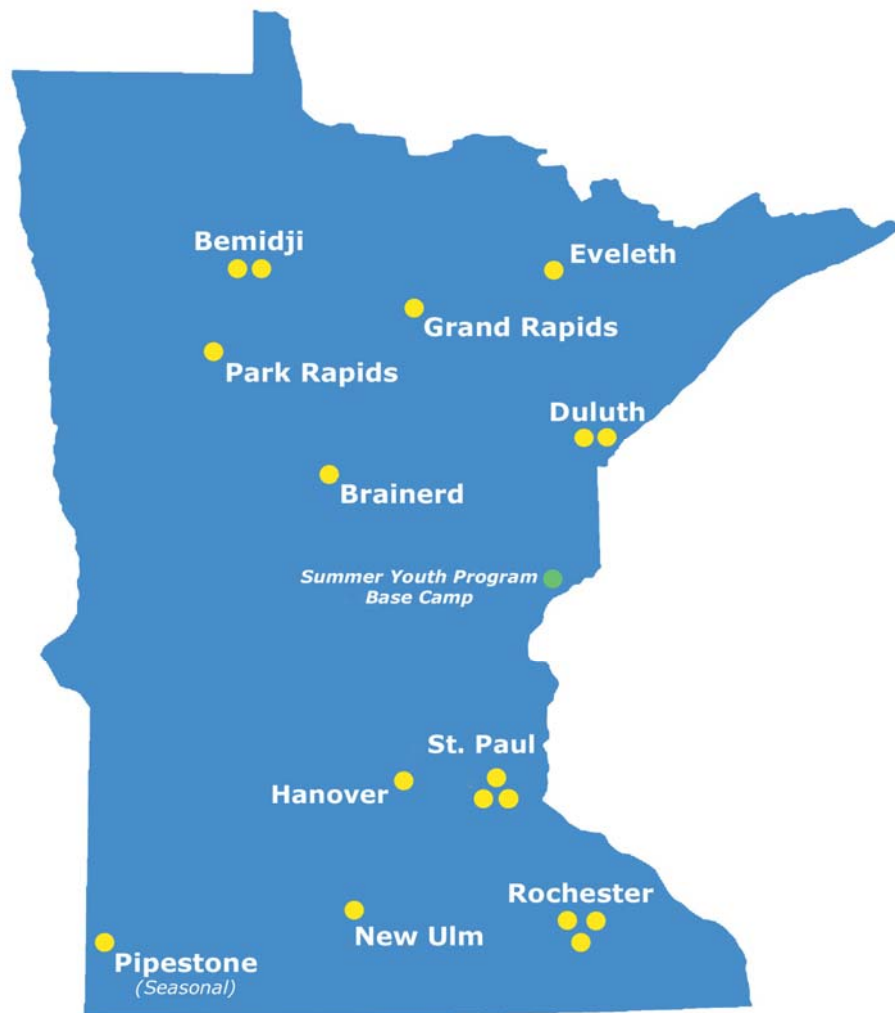 Bemidji
Eveleth
Grand Rapids
Park Rapids
Duluth
Brainerd
Summer Youth Program
Base Camp
St. Paul
Hanover
Rochester
New Ulm
Pipestone
(Seasonal)